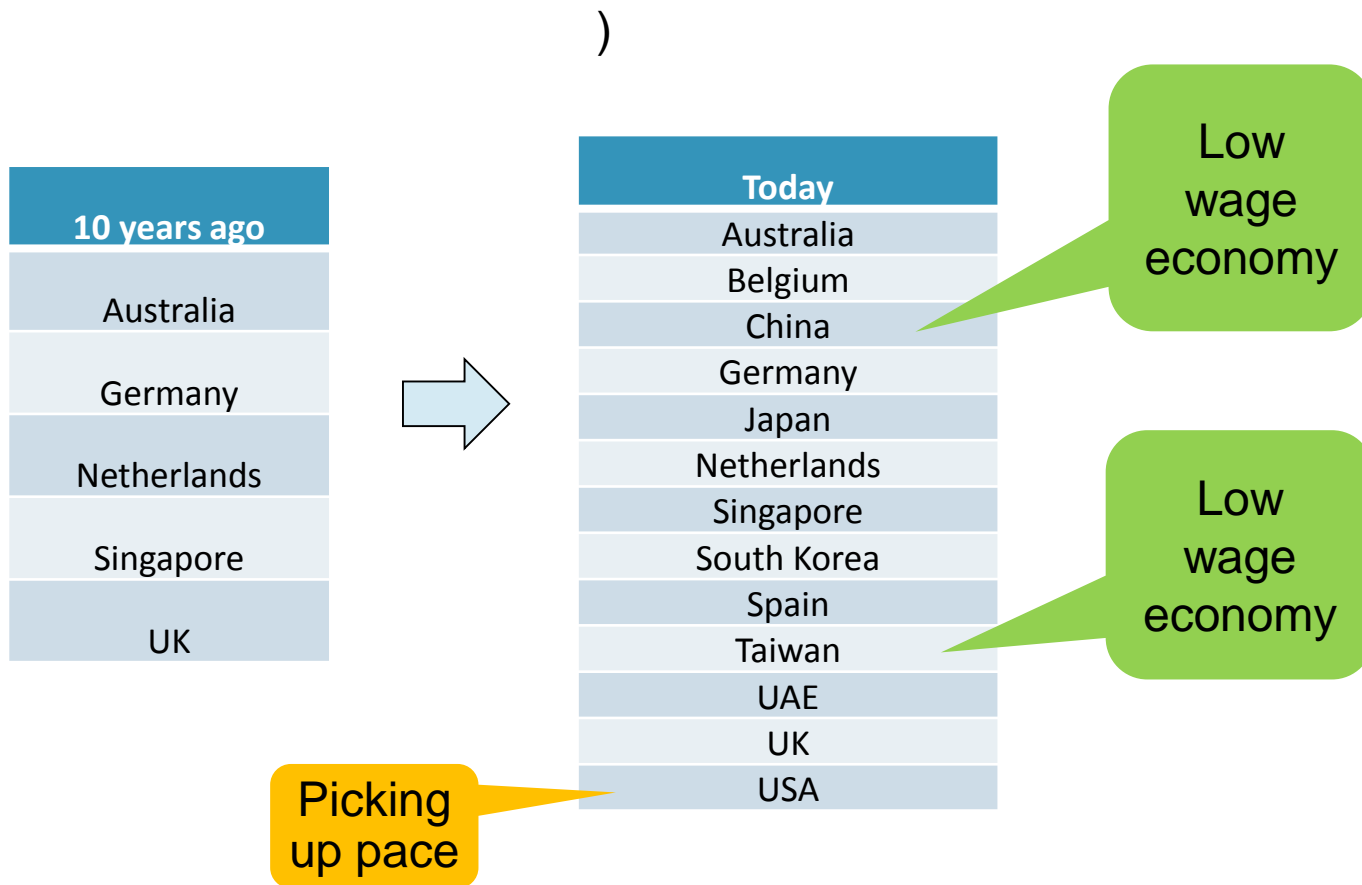 )
10 years ago
Australia
Germany
Netherlands
Singapore
UK
Today
Australia
Belgium
China
Germany
Japan
Netherlands
Singapore
South Korea
Spain
Taiwan
UAE
UK
USA
Low
wage
economy
Low
wage
economy
Picking
up pace